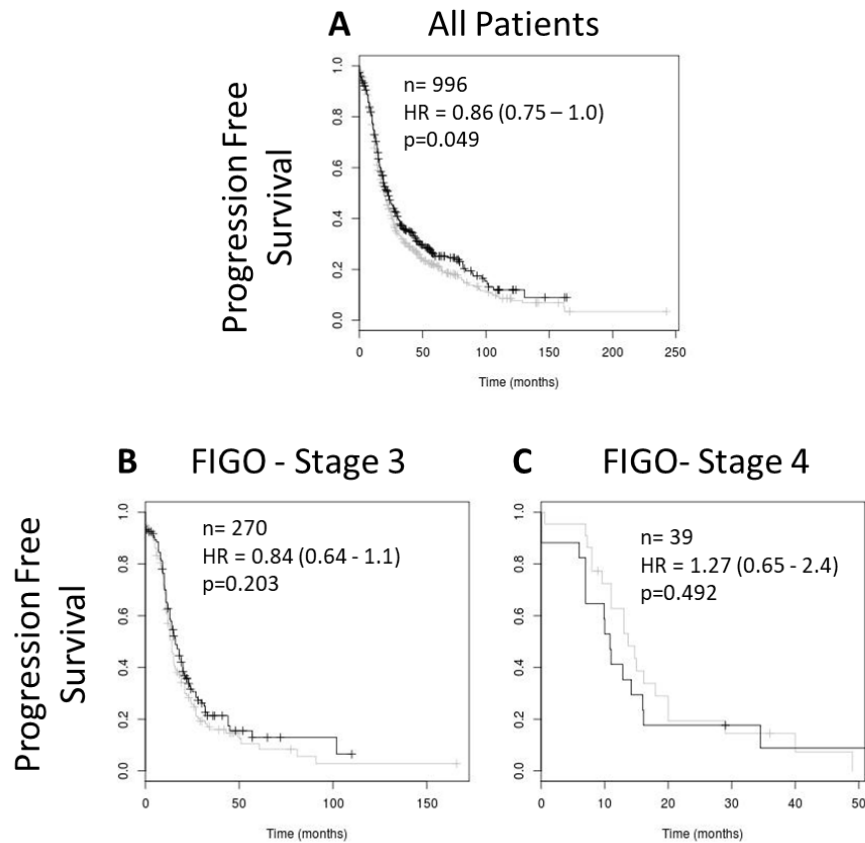 A All Patients
Progression Free
Survival
n= 996
HR = 0.86 (0.75 – 1.0)
p=0.049
1.0
0.8
0.6
0.4
0.2
0.0
0 50 100 150 200 250
Time (months)
B FIGO - Stage 3
Progression Free
Survival
n= 270
HR = 0.84 (0.64 - 1.1)
p=0.203
1.0
0.8
0.6
0.4
0.2
0.0
0 50 100 150
Time (months)
C FIGO- Stage 4
n= 39
HR = 1.27 (0.65 - 2.4)
p=0.492
1.0
0.8
0.6
0.4
0.2
0.0
0 10 20 30 40 50
Time (months)